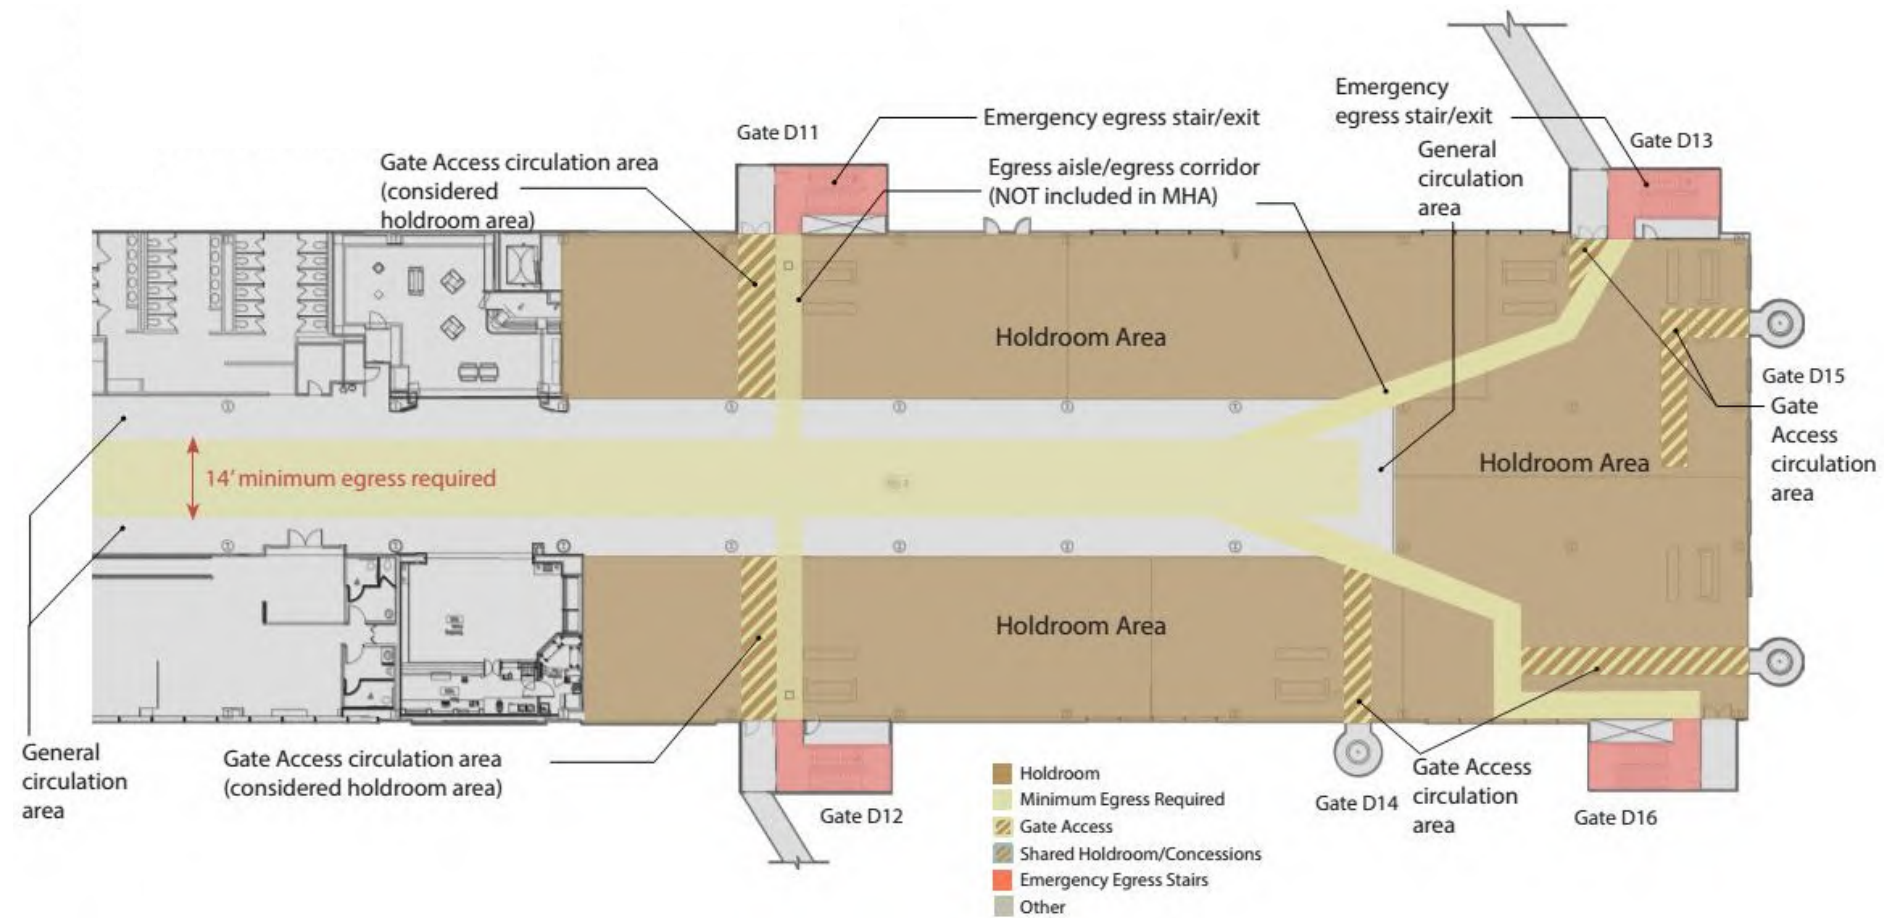 Emergency
egress stair/exit
Gate D11
Emergency egress stair/exit
Gate D13
General
circulation
area
Gate Access circulation area
(considered
holdroom area)
Egress aisle/egress corridor
(NOT included in MHA)
Holdroom Area
Gate D15
Gate
Access
circulation
area
Holdroom Area
14’ minimum egress required
Holdroom Area
General
circulation
area
Gate Access circulation area
(considered holdroom area)
Gate D12
Gate D14
Gate Access
circulation
area
Gate D16
Holdroom
Minimum Egress Required
Gate Access
Shared Holdroom/Concessions
Emergency Egress Stairs
Other